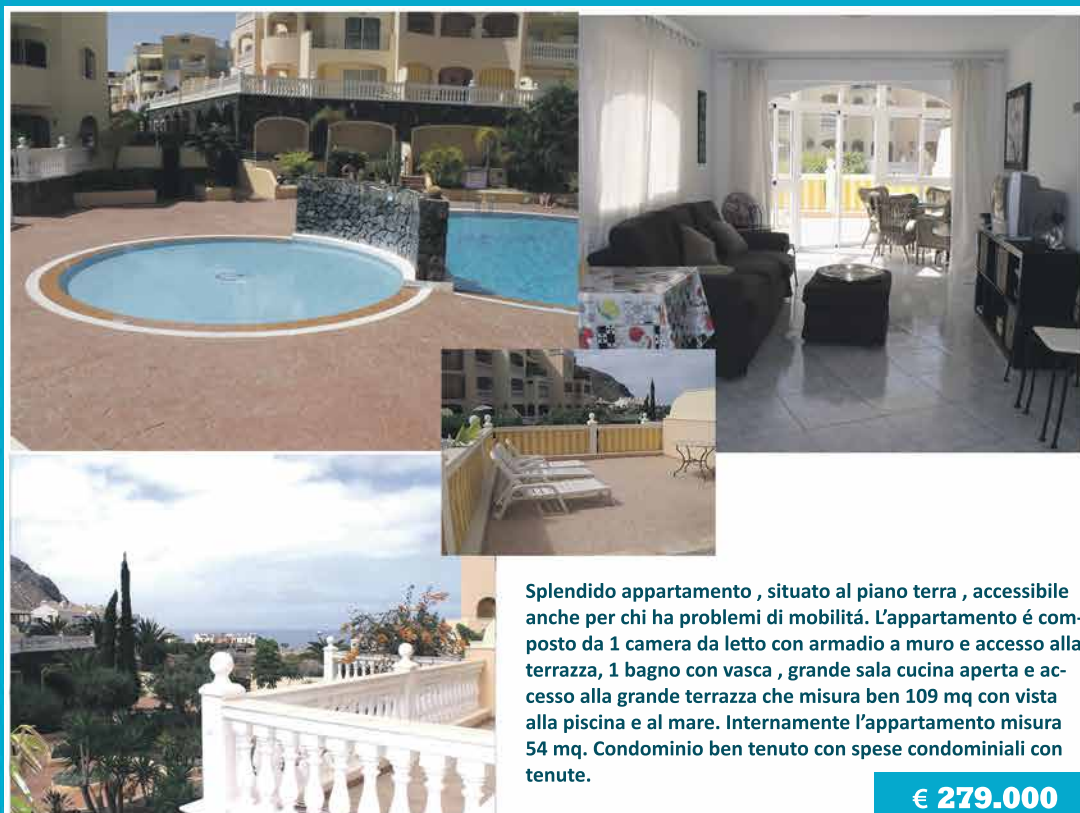 Splendido appartamento , situato al piano terra , accessibile
anche per chi ha problemi di mobilitá. L'appartamento é com-
posto da 1 camera da letto con armadio a muro e accesso alla
terrazza, 1 bagno con vasca , grande sala cucina aperta e ac-
cesso alla grande terrazza che misura ben 109 mq con vista
alla piscina e al mare. Internamente l'appartamento misura
54 mq. Condominio ben tenuto con spese condominiali con
tenute.
€ 279.000